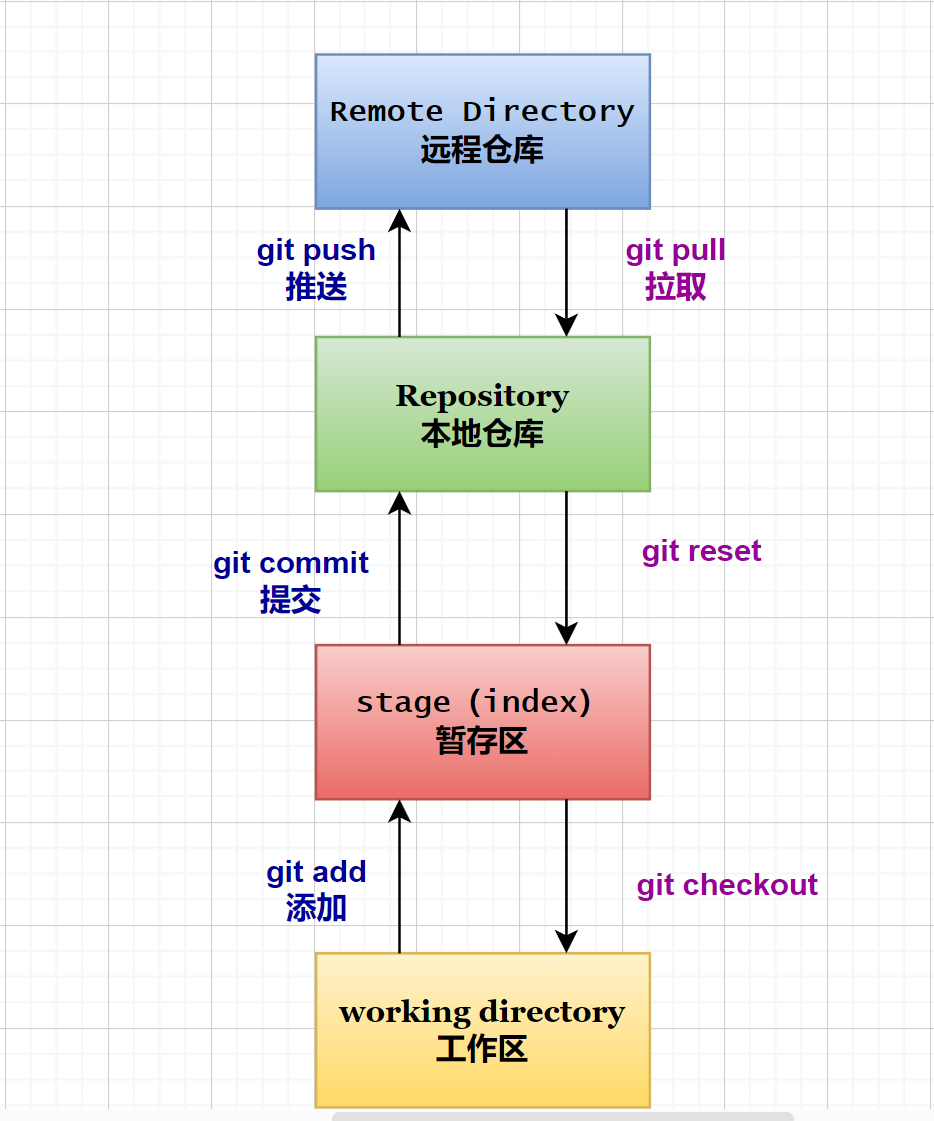 Remote Directory
远程仓库
git push
推送
git pull
拉取
Repository
本地仓库
git commit
提交
git reset
stage (index)
暂存区
git add
添加
git checkout
working directory
工作区